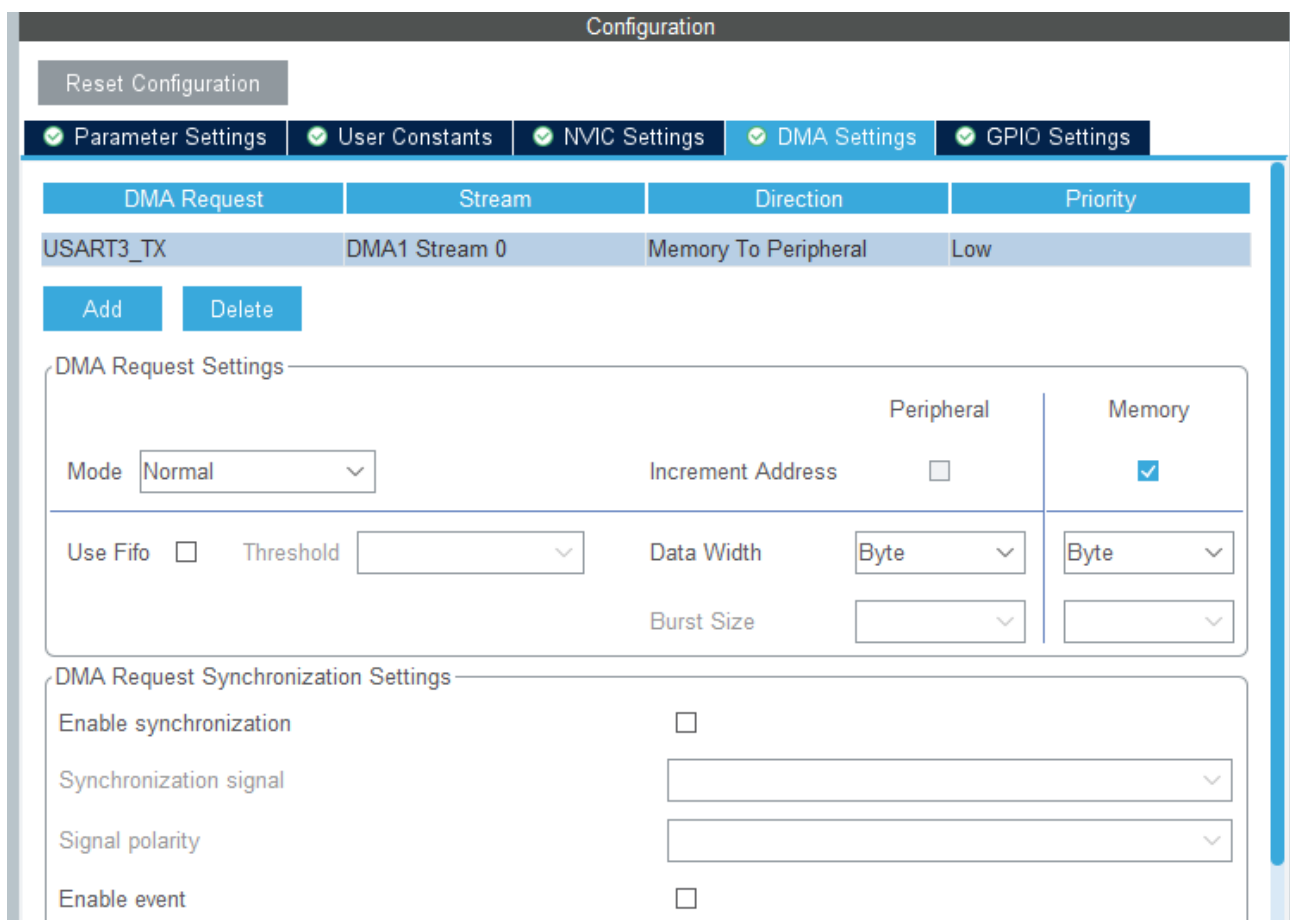 Configuration
Reset Configuration
Parameter Settings User Constants NVIC Settings DMA Settings GPIO Settings
DMA Request Stream Direction Priority
USART3_TX DMA1 Stream 0 Memory To Peripheral Low
Add Delete
DMA Request Settings
Peripheral Memory
Mode Normal Increment Address
Use Fifo Threshold Data Width Byte Byte
Burst Size
DMA Request Synchronization Settings
Enable synchronization
Synchronization signal
Signal polarity
Enable event